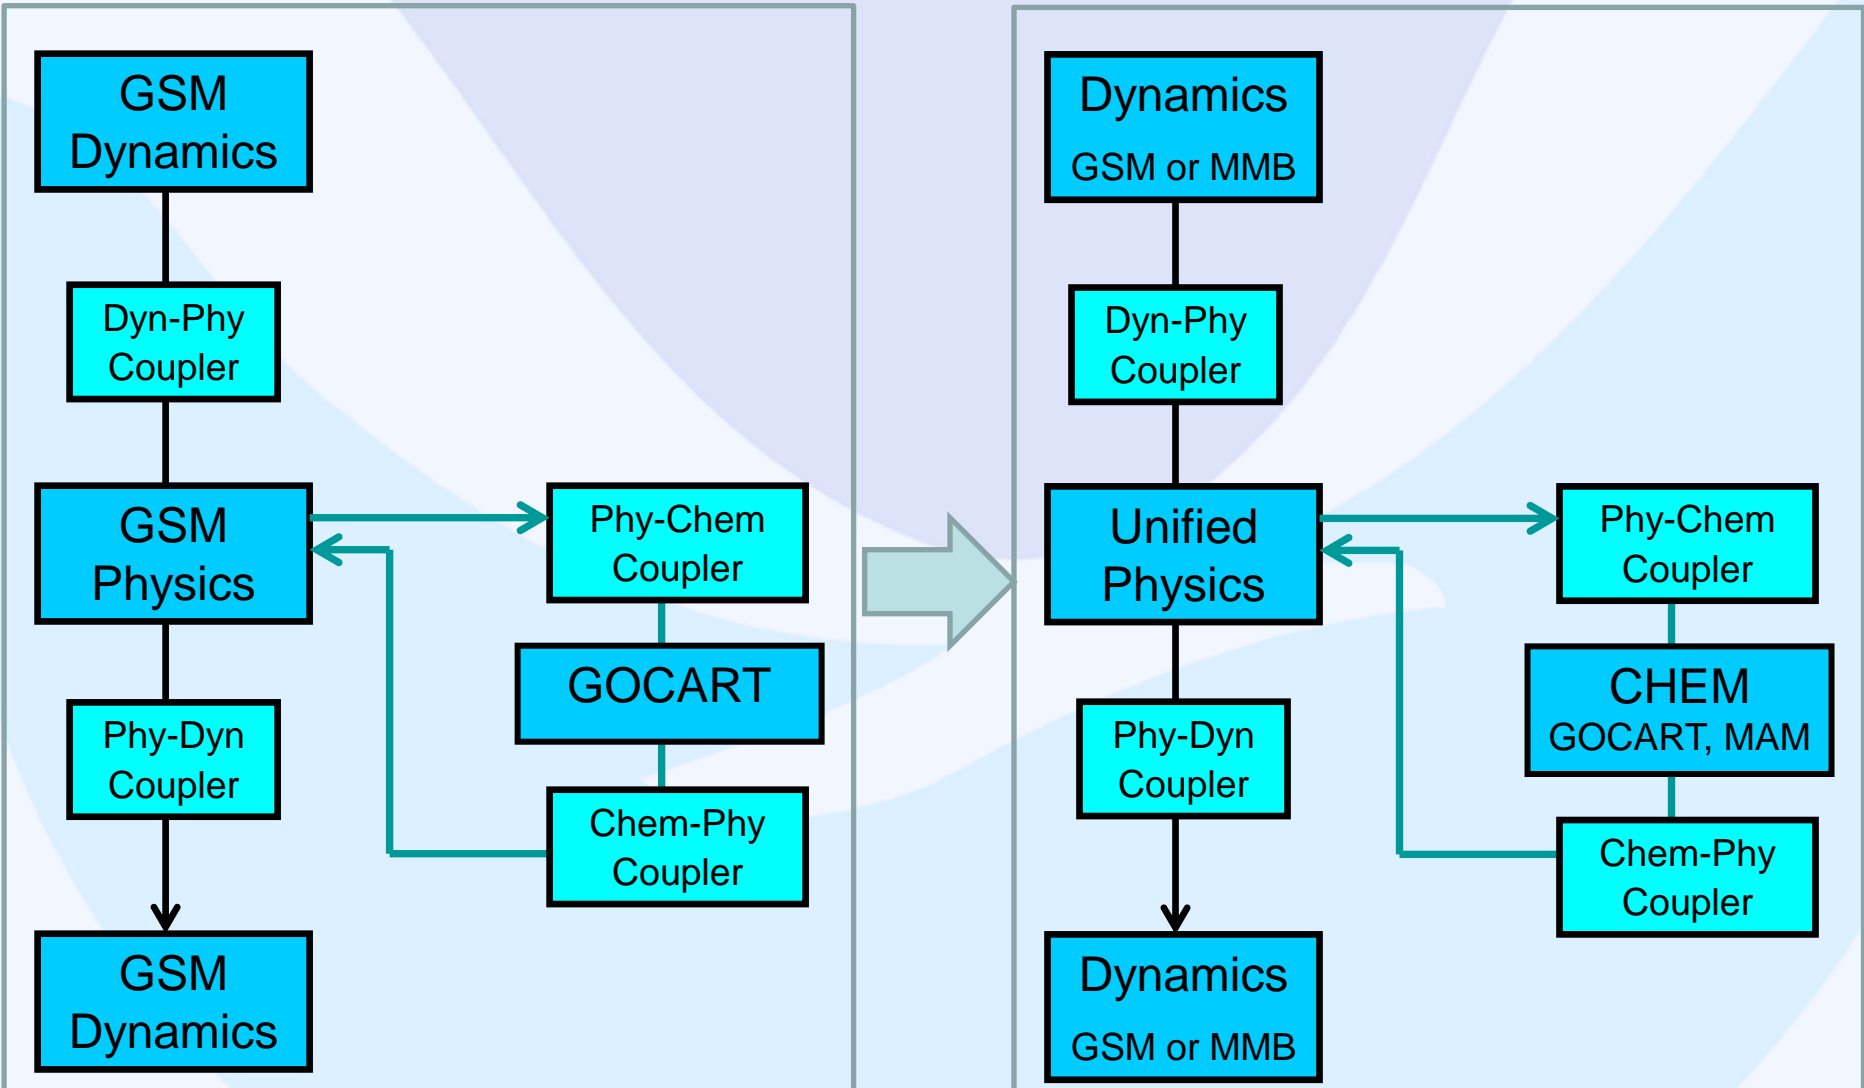 GSM
Dynamics
Dyn-Phy
Coupler
GSM
Physics
Phy-Chem
Coupler
GOCART
Phy-Dyn
Coupler
Chem-Phy
Coupler
GSM
Dynamics
Dynamics
GSM or MMB
Dyn-Phy
Coupler
Unified
Physics
Phy-Chem
Coupler
CHEM
GOCART, MAM
Phy-Dyn
Coupler
Chem-Phy
Coupler
Dynamics
GSM or MMB